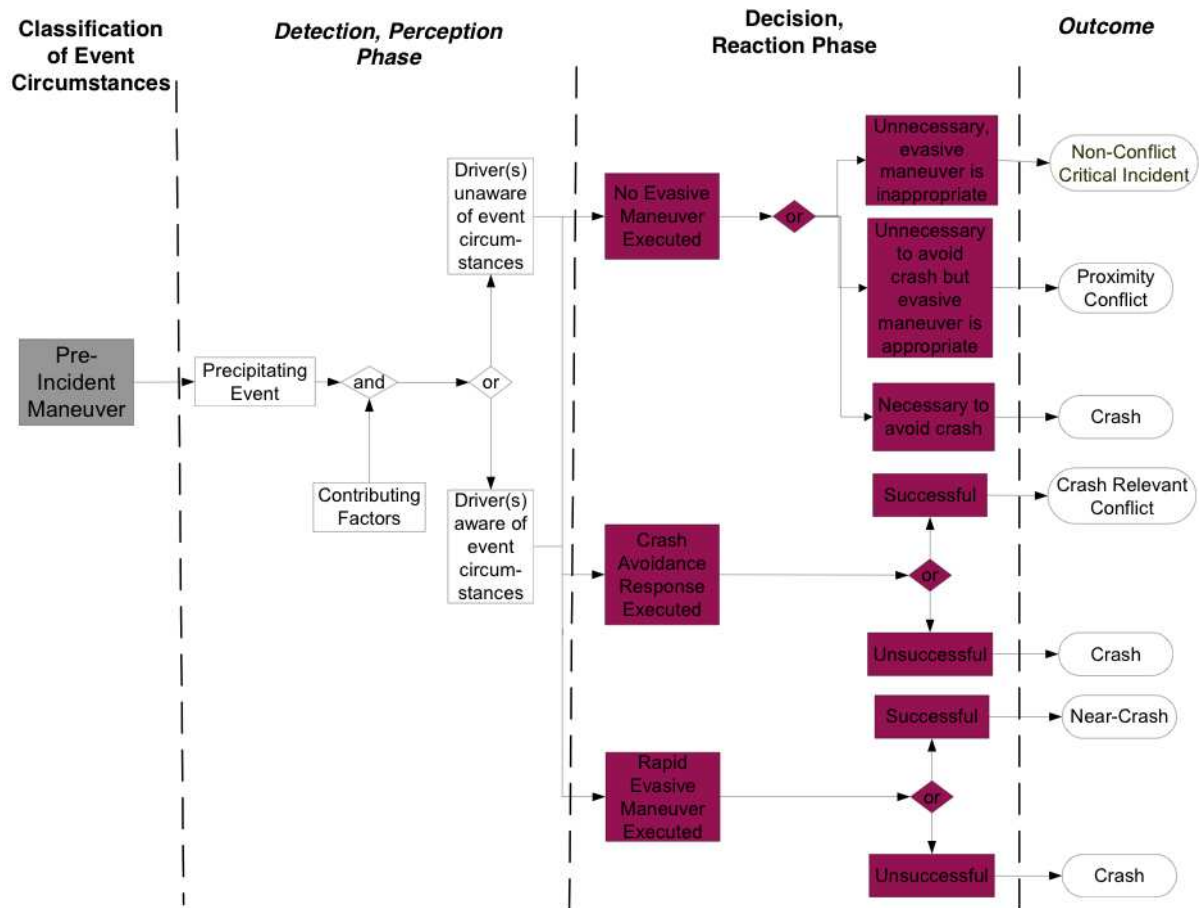 Classification
of Event
Circumstances
Detection, Perception
Phase
Decision,
Reaction Phase
Outcome
Pre-
Incident
Maneuver
Precipitating
Event
and
Contributing
Factors
or
Driver(s)
unaware
of event
circum-
stances
Driver(s)
aware of
event
circum-
stances
No Evasive
Maneuver
Executed
or
Unnecessary,
evasive
maneuver is
inappropriate
Non-Conflict
Critical Incident
Unnecessary
to avoid
crash but
evasive
maneuver is
appropriate
Proximity
Conflict
Necessary to
avoid crash
Crash
Crash
Avoidance
Response
Executed
or
Successful
Crash Relevant
Conflict
Unsuccessful
Crash
Rapid
Evasive
Maneuver
Executed
or
Successful
Near-Crash
Unsuccessful
Crash